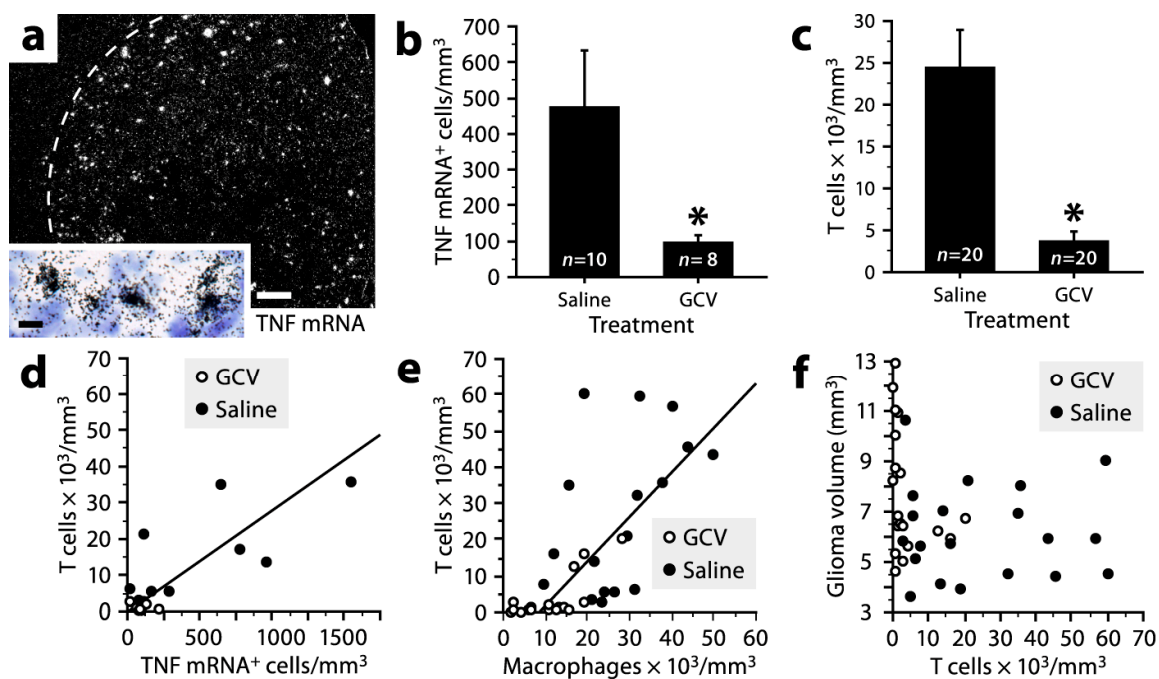 a
TNF mRNA
b
TNF mRNA⁺ cells/mm³
700
600
500
400
300
200
100
0
n=10
*
n= 8
Saline
GCV
Treatment
c
T cells × 10³/mm³
30
25
20
15
10
5
0
n=20
*
n=20
Saline
GCV
Treatment
d
T cells × 10³/mm³
70
60
50
40
30
20
10
0
GCV
Saline
0
500
1000
1500
TNF mRNA⁺ cells/mm³
e
T cells × 10³/mm³
70
60
50
40
30
20
10
0
GCV
Saline
0
10
20
30
40
50
60
Macrophages × 10³/mm³
f
Glioma volume (mm³)
13
11
9
7
5
3
GCV
Saline
0
10
20
30
40
50
60
70
T cells × 10³/mm³